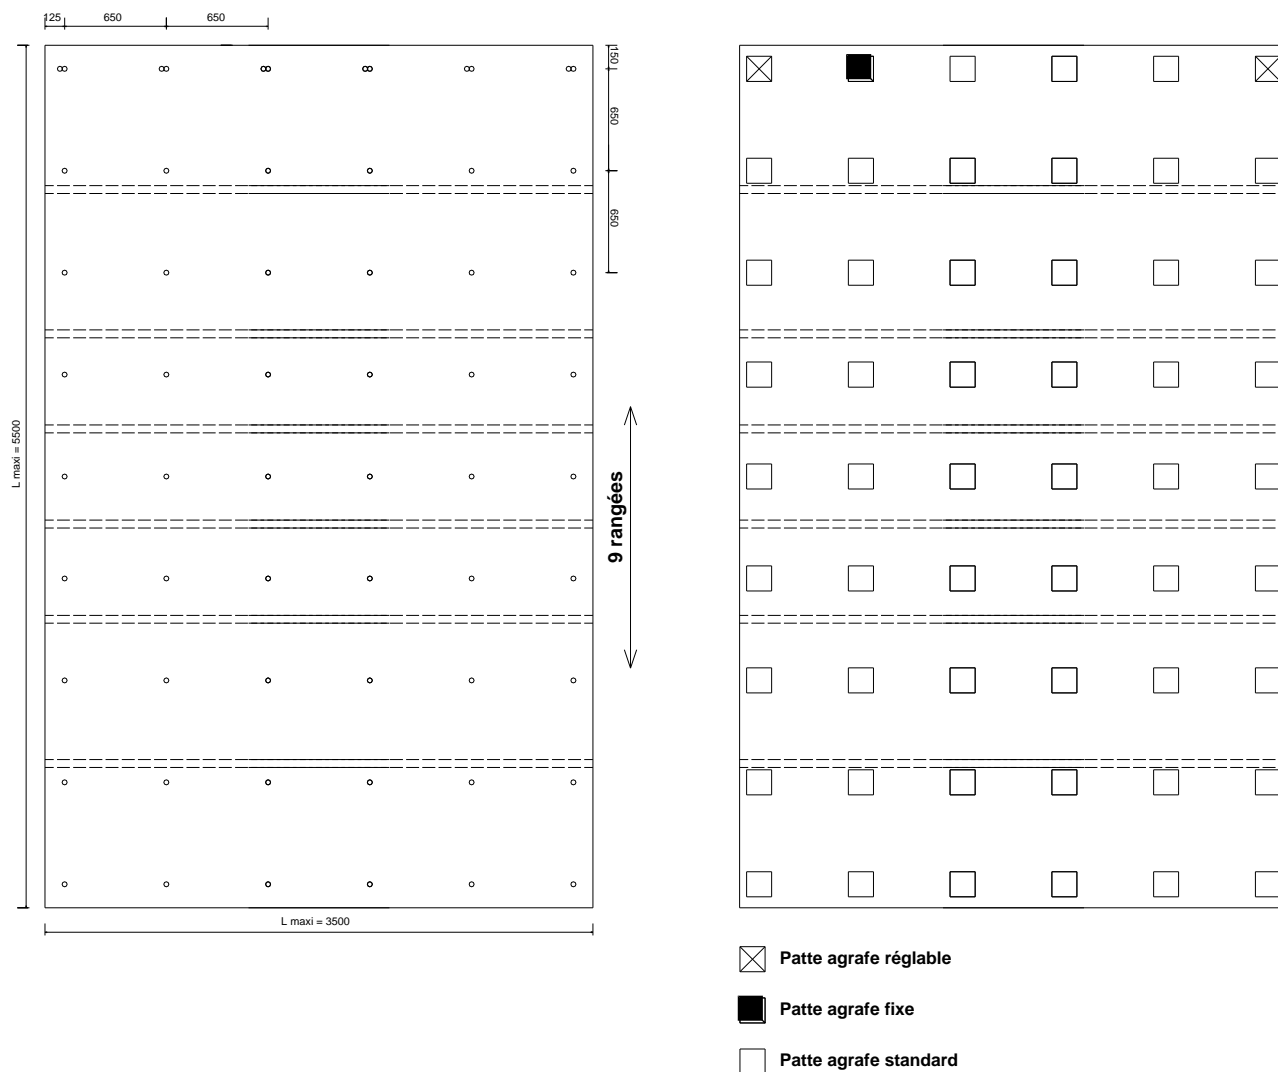 125
650
650
150
650
650
L maxi = 5500
9 rangées
L maxi = 3500
Patte agrafe réglable
Patte agrafe fixe
Patte agrafe standard